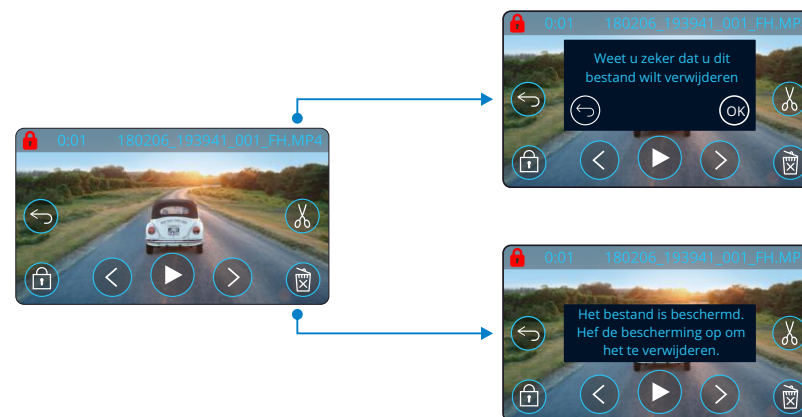 0:01 180206_193941_001_FH.MP4
0:01 180206_193941_001_FH.MP
Weet u zeker dat u dit
bestand wilt verwijderen
OK
0:01 180206_193941_001_FH.MP
Het bestand is beschermd.
Hef de bescherming op om
het te verwijderen.